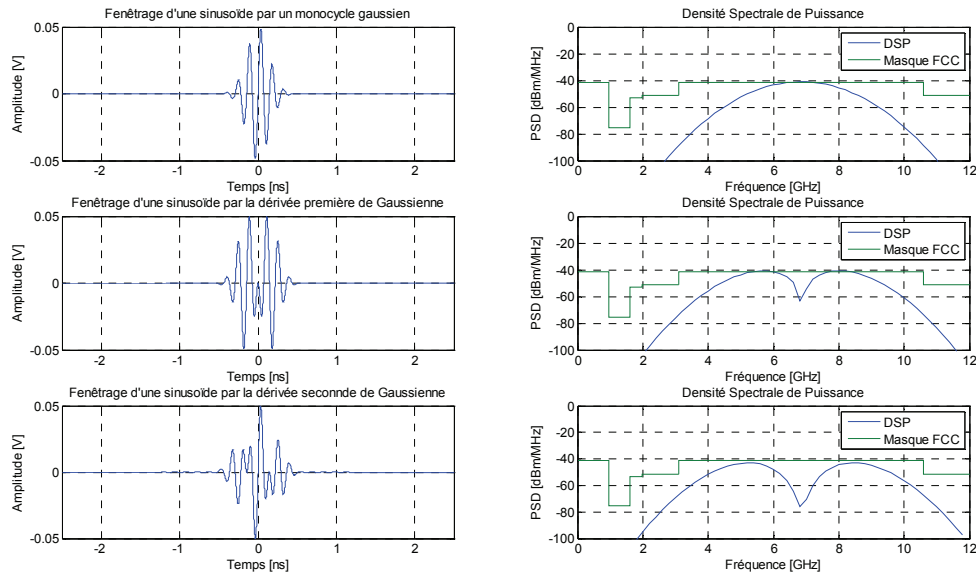 Fenêtrage d'une sinusoïde par un monocycle gaussien
0.05
0
-0.05
Amplitude [V]
-2
-1
0
1
2
Temps [ns]
Densité Spectrale de Puissance
0
-20
-40
-60
-80
-100
PSD [dBm/MHz]
DSP
Masque FCC
0
2
4
6
8
10
12
Fréquence [GHz]
Fenêtrage d'une sinusoïde par la dérivée première de Gaussienne
0.05
0
-0.05
Amplitude [V]
-2
-1
0
1
2
Temps [ns]
Densité Spectrale de Puissance
0
-20
-40
-60
-80
-100
PSD [dBm/MHz]
DSP
Masque FCC
0
2
4
6
8
10
12
Fréquence [GHz]
Fenêtrage d'une sinusoïde par la dérivée seconnde de Gaussienne
0.05
0
-0.05
Amplitude [V]
-2
-1
0
1
2
Temps [ns]
Densité Spectrale de Puissance
0
-20
-40
-60
-80
-100
PSD [dBm/MHz]
DSP
Masque FCC
0
2
4
6
8
10
12
Fréquence [GHz]